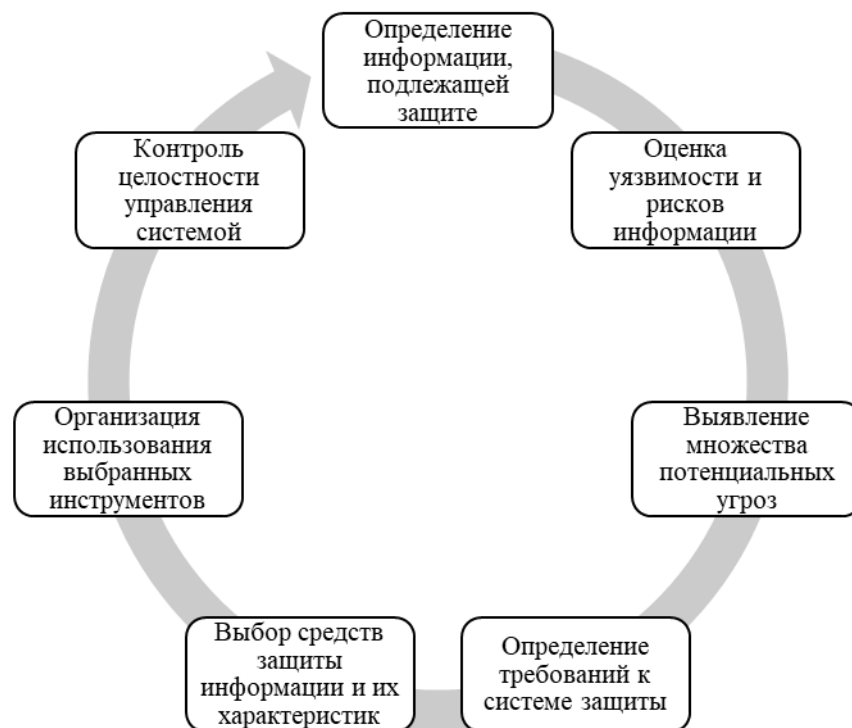 Определение
информации,
подлежащей
защите
Оценка
уязвимости и
рисков
информации
Выявление
множества
потенциальных
угроз
Определение
требований к
системе защиты
Выбор средств
защиты
информации и их
характеристик
Организация
использования
выбранных
инструментов
Контроль
целостности
управления
системой